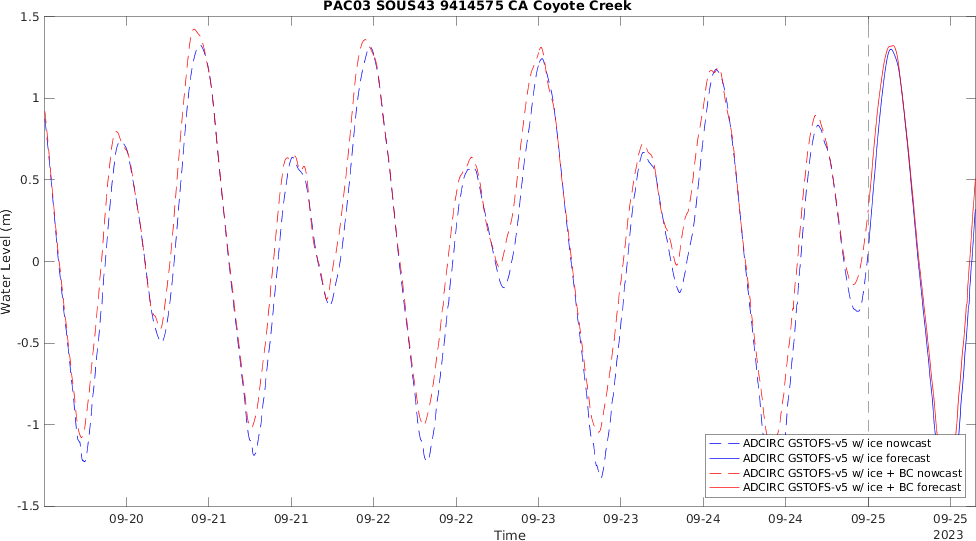 PAC03 SOUS43 9414575 CA Coyote Creek
Water Level (m)
1.5
1
0.5
0
-0.5
-1
-1.5
ADCIRC GSTOFS-v5 w/ ice nowcast
ADCIRC GSTOFS-v5 w/ ice forecast
ADCIRC GSTOFS-v5 w/ ice + BC nowcast
ADCIRC GSTOFS-v5 w/ ice + BC forecast
09-20 09-21 09-21 09-22 09-22 09-23 09-23 09-24 09-24 09-25 09-25
Time 2023